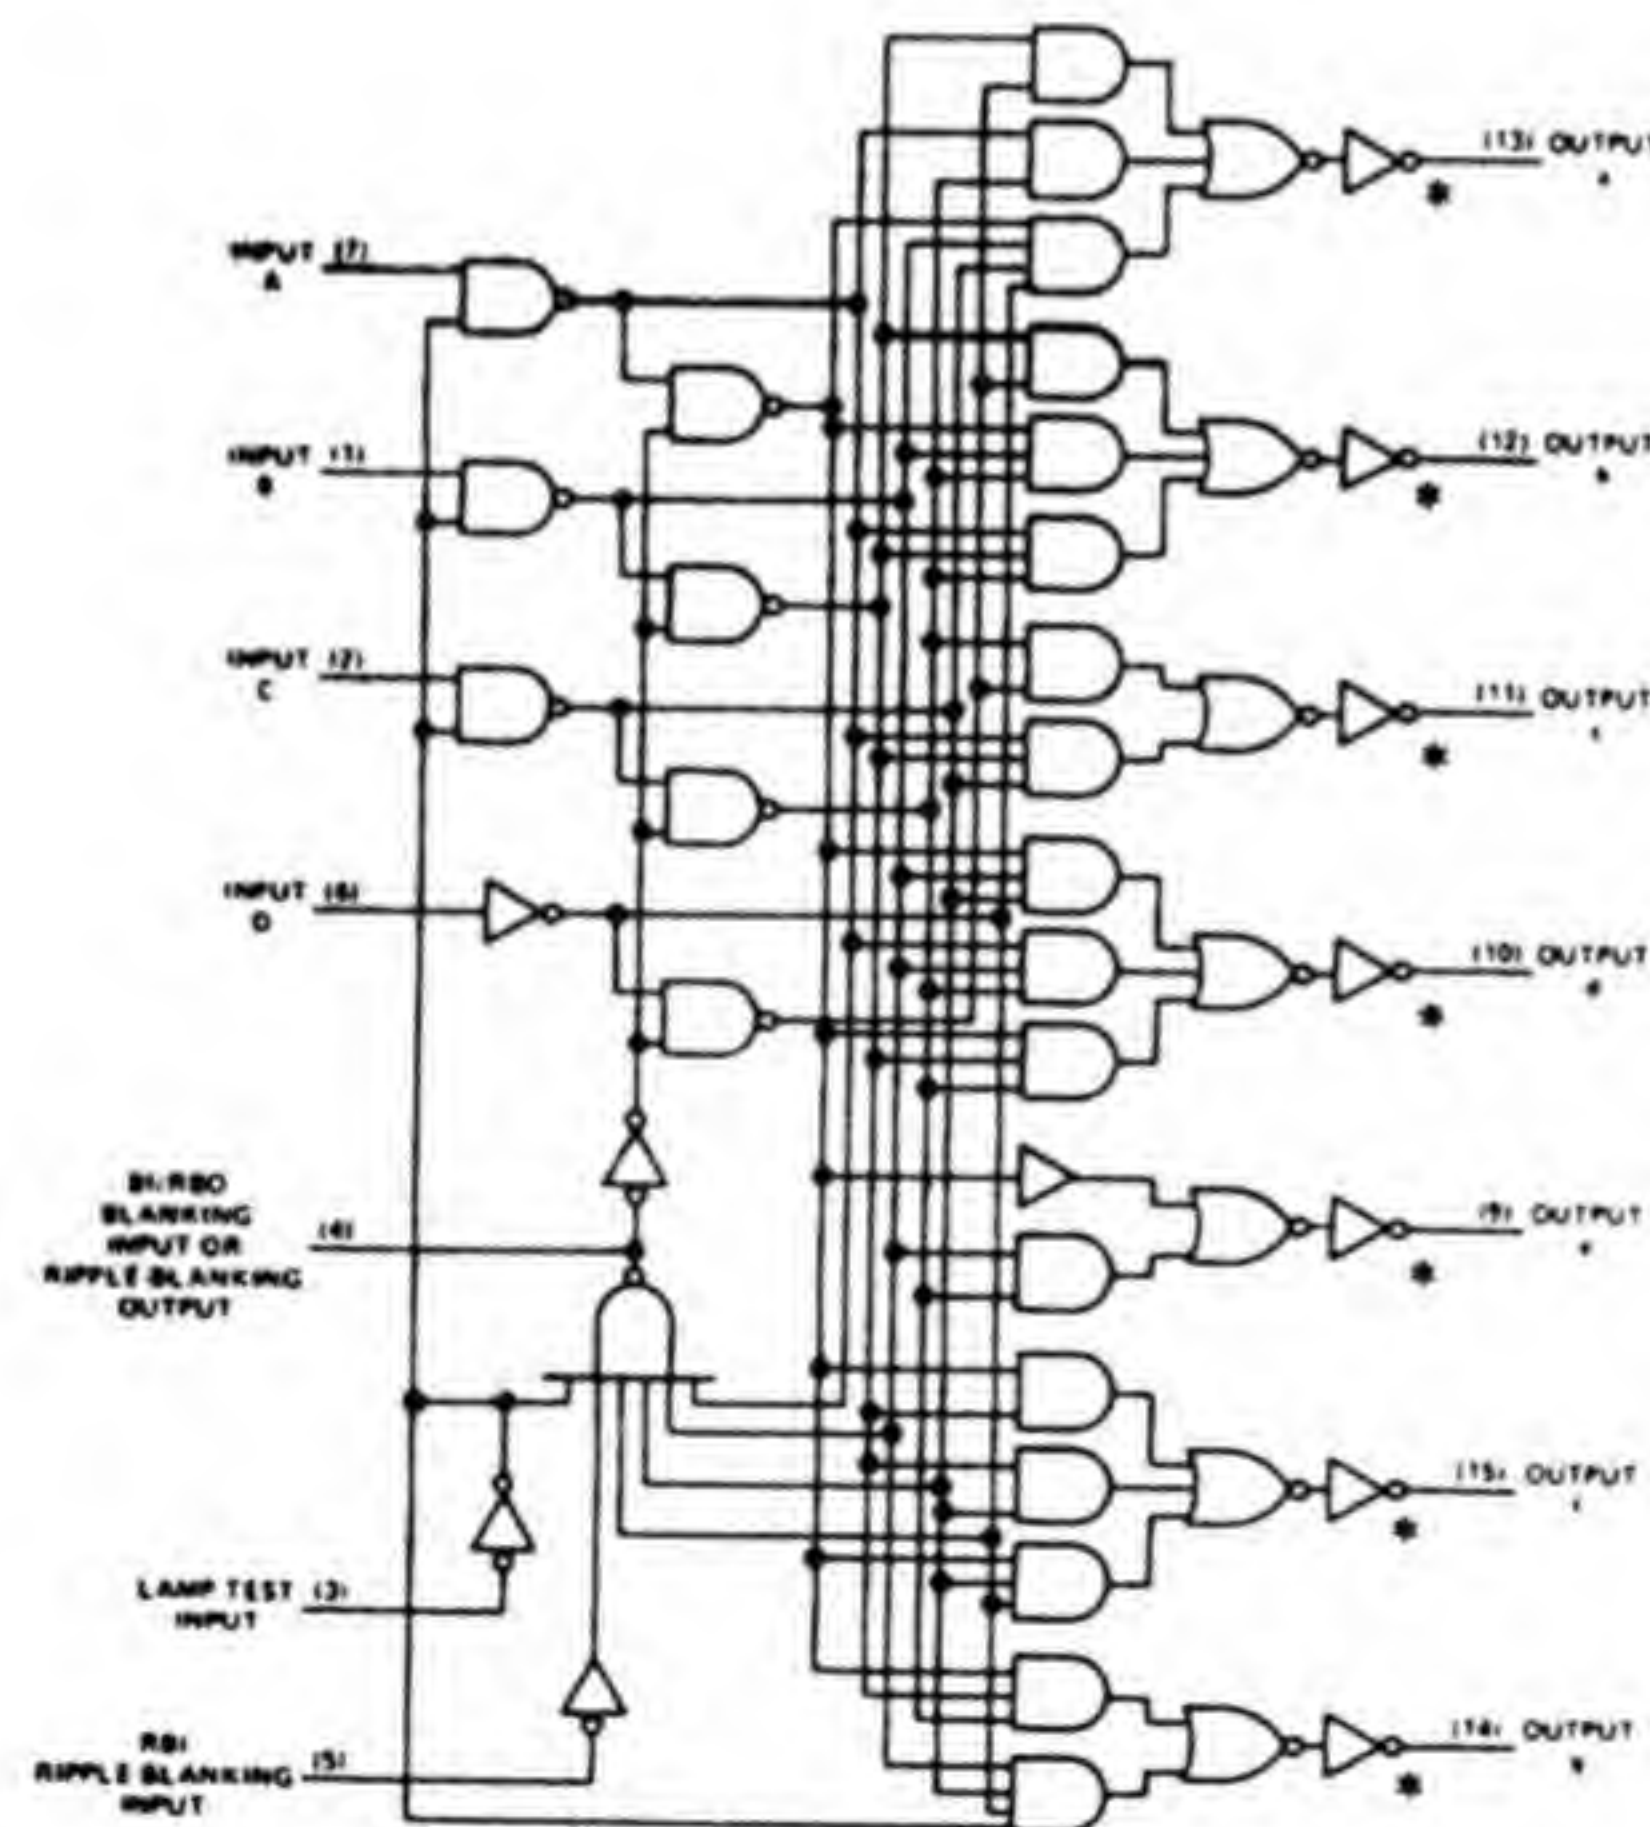 INPUT (7)
A
INPUT (1)
B
INPUT (2)
C
INPUT (6)
D
BI/RBO
BLANKING
INPUT OR
RIPPLE-BLANKING
OUTPUT
(4)
LAMP TEST (3)
INPUT
RBI
RIPPLE BLANKING
INPUT
(5)
(13) OUTPUT
*
(12) OUTPUT
b
*
(11) OUTPUT
c
*
(10) OUTPUT
d
*
(9) OUTPUT
*
(15) OUTPUT
*
(14) OUTPUT
*